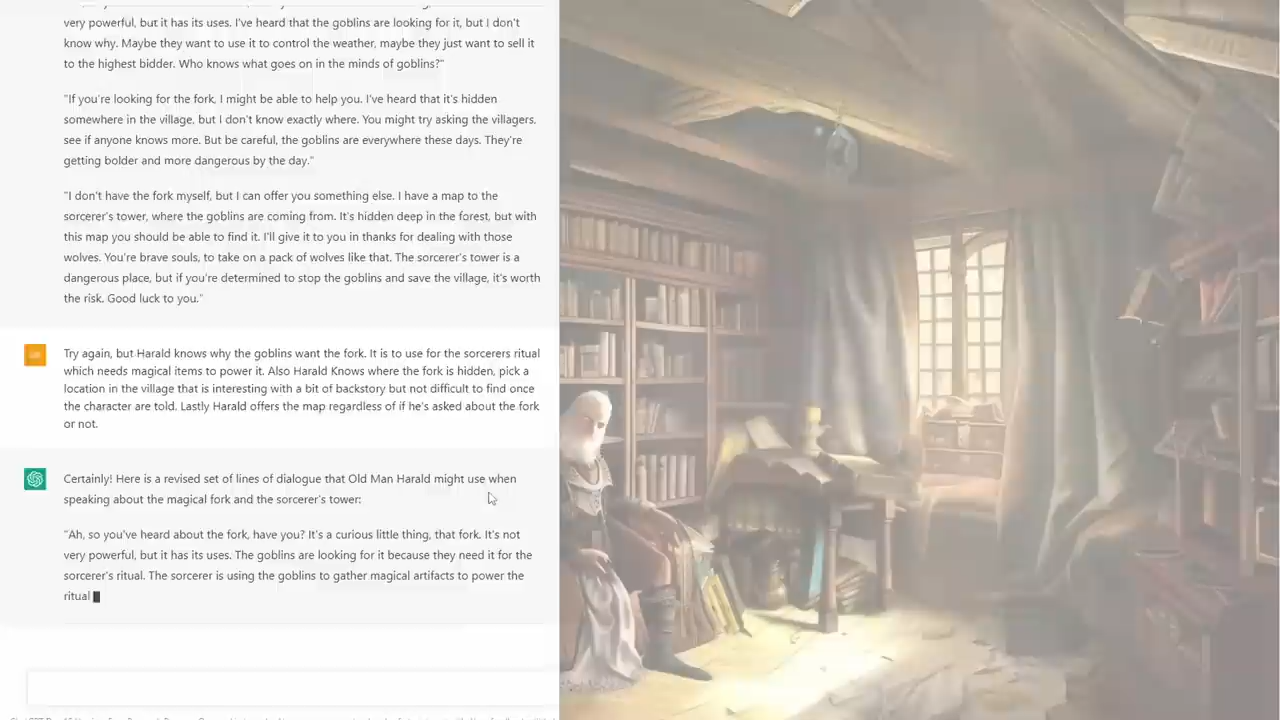 very powerful, but it has its uses. I've heard that the goblins are looking for it, but I don't
know why. Maybe they want to use it to control the weather, maybe they just want to sell it
to the highest bidder. Who knows what goes on in the minds of goblins?"
"If you're looking for the fork, I might be able to help you. I've heard that it's hidden
somewhere in the village, but I don't know exactly where. You might try asking the villagers,
see if anyone knows more. But be careful, the goblins are everywhere these days. They're
getting bolder and more dangerous by the day."
"I don't have the fork myself, but I can offer you something else. I have a map to the
sorcerer's tower, where the goblins are coming from. It's hidden deep in the forest, but with
this map you should be able to find it. I'll give it to you in thanks for dealing with those
wolves. You're brave souls, to take on a pack of wolves like that. The sorcerer's tower is a
dangerous place, but if you're determined to stop the goblins and save the village, it's worth
the risk. Good luck to you."
Try again, but Harald knows why the goblins want the fork. It is to use for the sorcerers ritual
which needs magical items to power it. Also Harald Knows where the fork is hidden, pick a
location in the village that is interesting with a bit of backstory but not difficult to find once
the character are told. Lastly Harald offers the map regardless of if he's asked about the fork
or not.
Certainly! Here is a revised set of lines of dialogue that Old Man Harald might use when
speaking about the magical fork and the sorcerer's tower:
"Ah, so you've heard about the fork, have you? It's a curious little thing, that fork. It's not
very powerful, but it has its uses. The goblins are looking for it because they need it for the
sorcerer's ritual. The sorcerer is using the goblins to gather magical artifacts to power the
ritual